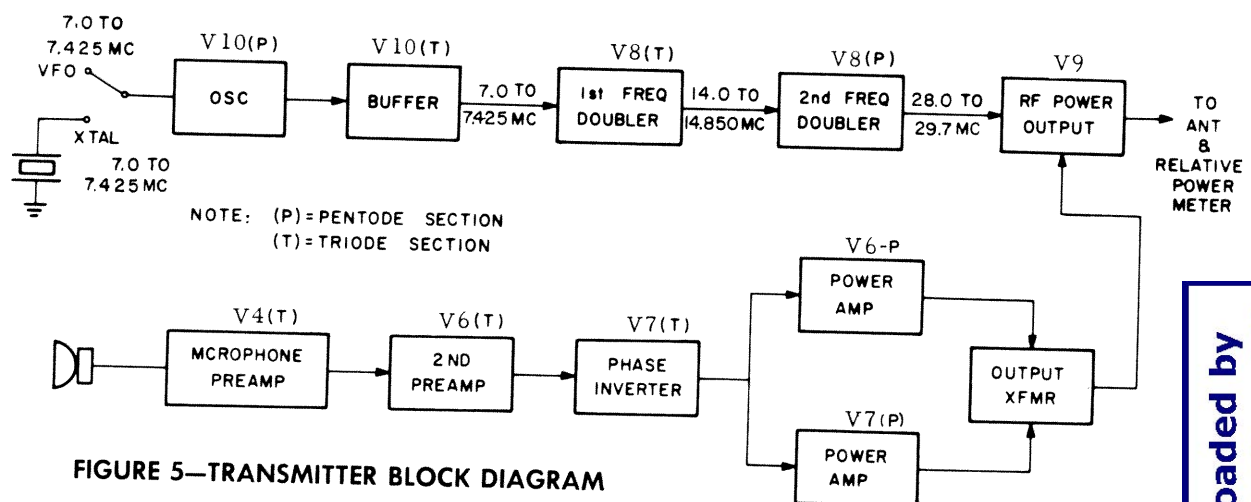 7.0 TO
7.425 MC
VFO
XTAL
7.0 TO
7.425 MC
V10(P)
OSC
V10(T)
BUFFER
7.0 TO
7.425 MC
V8(T)
1st FREQ
DOUBLER
14.0 TO
14.850 MC
V8(P)
2nd FREQ
DOUBLER
28.0 TO
29.7 MC
V9
RF POWER
OUTPUT
TO
ANT
&
RELATIVE
POWER
METER
NOTE: (P)=PENTODE SECTION
(T)=TRIODE SECTION
V4(T)
MCROPHONE
PREAMP
V6(T)
2ND
PREAMP
V7(T)
PHASE
INVERTER
V6-P
POWER
AMP
V7(P)
POWER
AMP
OUTPUT
XFMR
FIGURE 5—TRANSMITTER BLOCK DIAGRAM
oaded by